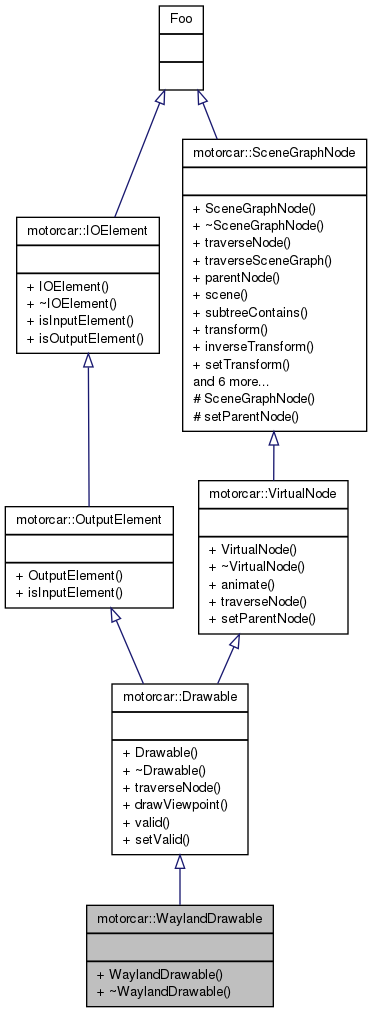 Foo
motorcar::SceneGraphNode
+ SceneGraphNode()
+ ~SceneGraphNode()
+ traverseNode()
+ traverseSceneGraph()
+ parentNode()
+ scene()
+ subtreeContains()
+ transform()
+ inverseTransform()
+ setTransform()
and 6 more...
# SceneGraphNode()
# setParentNode()
motorcar::IOElement
+ IOElement()
+ ~IOElement()
+ isInputElement()
+ isOutputElement()
motorcar::VirtualNode
+ VirtualNode()
+ ~VirtualNode()
+ animate()
+ traverseNode()
+ setParentNode()
motorcar::OutputElement
+ OutputElement()
+ isInputElement()
motorcar::Drawable
+ Drawable()
+ ~Drawable()
+ traverseNode()
+ drawViewpoint()
+ valid()
+ setValid()
motorcar::WaylandDrawable
+ WaylandDrawable()
+ ~WaylandDrawable()